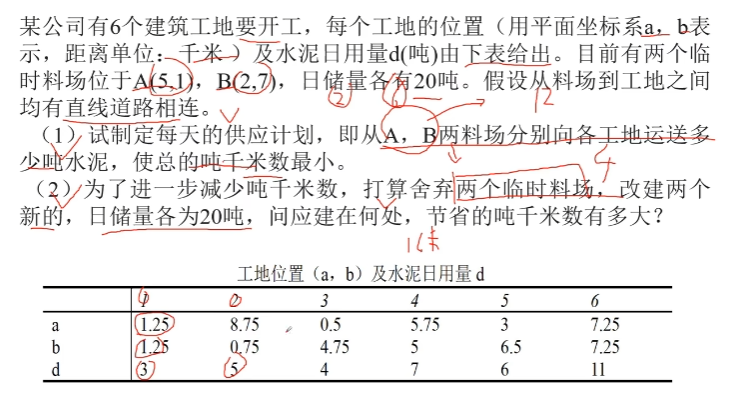 某公司有6个建筑工地要开工，每个工地的位置（用平面坐标系a，b表
示，距离单位：千米 ）及水泥日用量d(吨)由下表给出。目前有两个临
时料场位于A(5,1)，B(2,7)，日储量各有20吨。假设从料场到工地之间
均有直线道路相连。
（1）试制定每天的供应计划，即从A，B两料场分别向各工地运送多
少吨水泥，使总的吨千米数最小。
（2）为了进一步减少吨千米数，打算舍弃两个临时料场，改建两个
新的，日储量各为20吨，问应建在何处，节省的吨千米数有多大？
② 6 12
4
工地位置（a，b）及水泥日用量 d
1 2 3 4 5 6
a 1.25 8.75 0.5 5.75 3 7.25
b 1.25 0.75 4.75 5 6.5 7.25
d 3 5 4 7 6 11